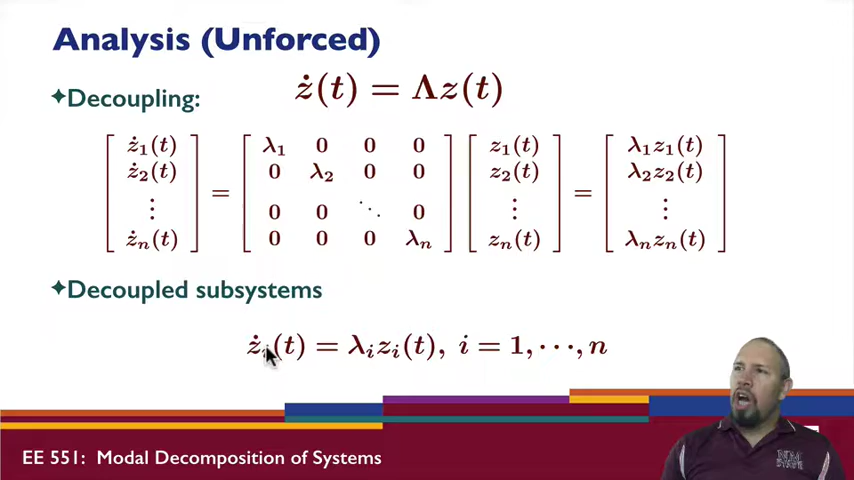 Analysis (Unforced)
✦Decoupling: ż(t) = Λz(t)
[ż₁(t) ż₂(t) ⋮ żₙ(t)] = [λ₁ 0 0 0; 0 λ₂ 0 0; 0 0 ⋱ 0; 0 0 0 λₙ] [z₁(t) z₂(t) ⋮ zₙ(t)] = [λ₁z₁(t) λ₂z₂(t) ⋮ λₙzₙ(t)]
✦Decoupled subsystems
żᵢ(t) = λᵢzᵢ(t), i = 1, ⋯, n
EE 551: Modal Decomposition of Systems